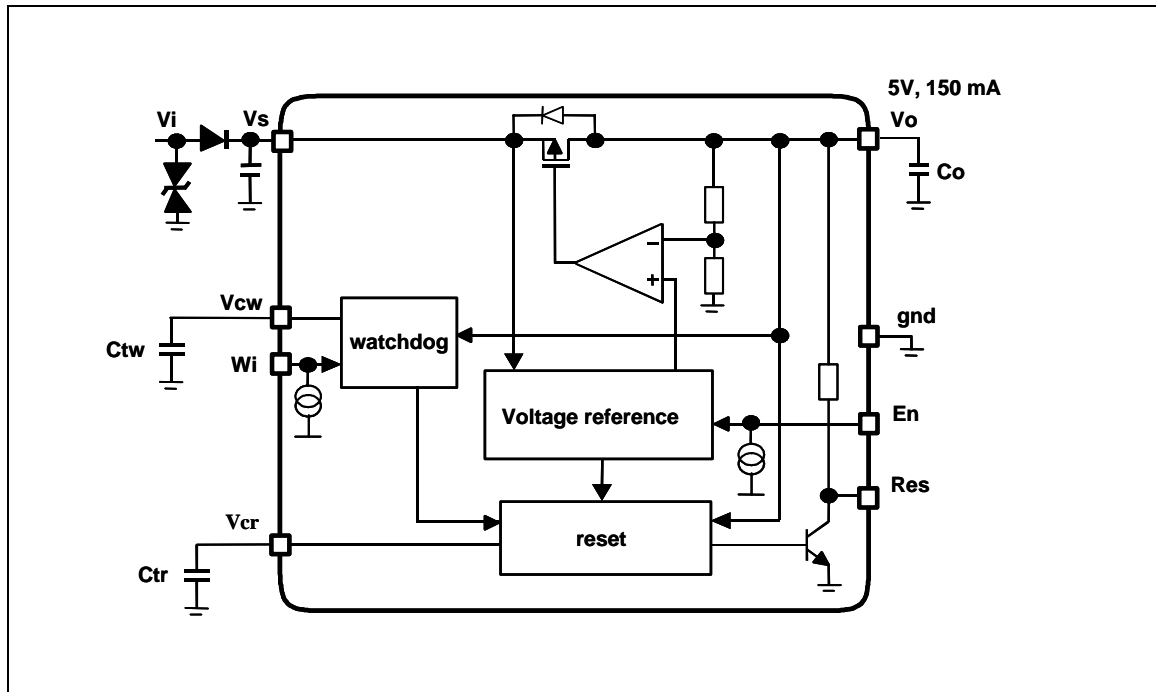 5V, 150 mA
Vi
Vs
Vo
Co
−
+
Vcw
gnd
Ctw
watchdog
Wi
Voltage reference
En
Res
Vcr
reset
Ctr